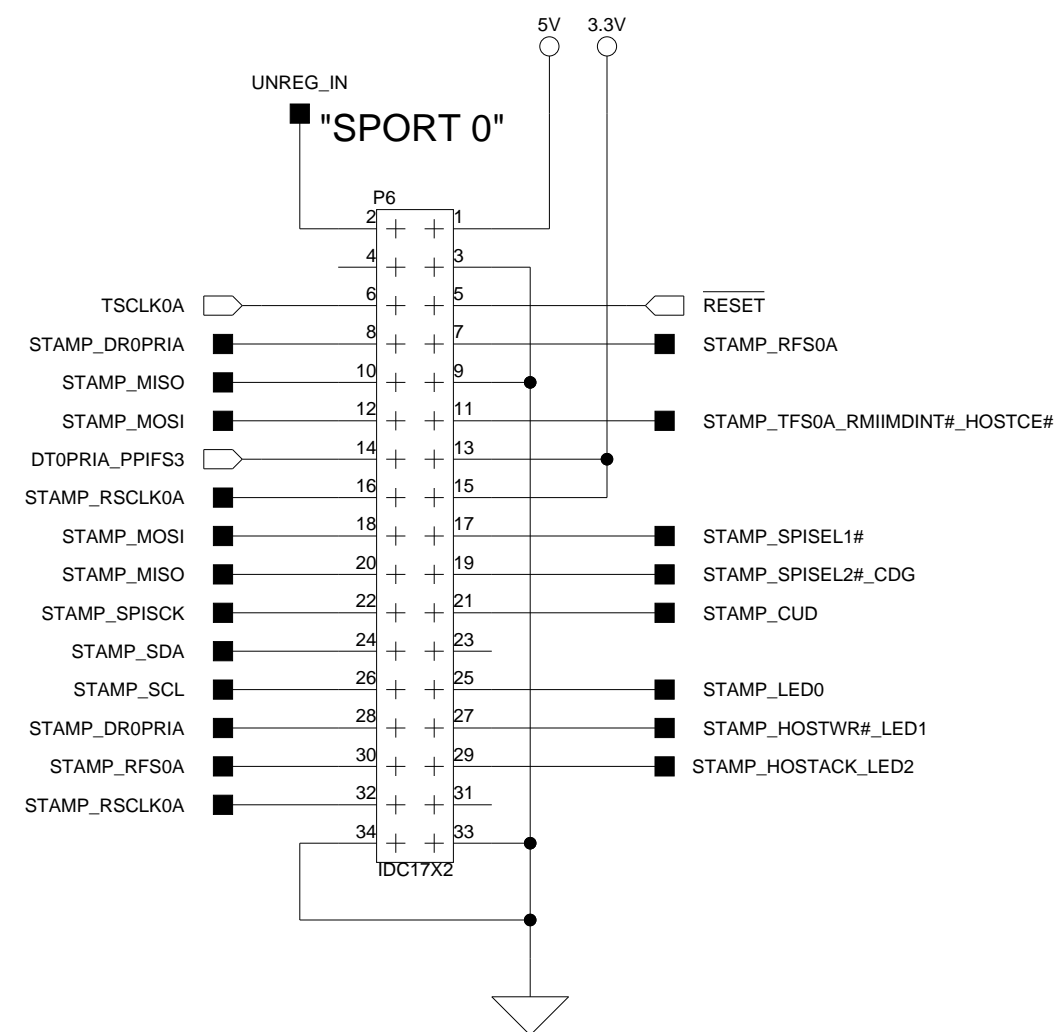 5V 3.3V
UNREG_IN
"SPORT 0"
P6
2 1
4 3
TSCLK0A 6 5 RESET
STAMP_DR0PRIA 8 7 STAMP_RFS0A
STAMP_MISO 10 9
STAMP_MOSI 12 11 STAMP_TFS0A_RMIIMDINT#_HOSTCE#
DT0PRIA_PPIFS3 14 13
STAMP_RSCLK0A 16 15
STAMP_MOSI 18 17 STAMP_SPISEL1#
STAMP_MISO 20 19 STAMP_SPISEL2#_CDG
STAMP_SPISCK 22 21 STAMP_CUD
STAMP_SDA 24 23
STAMP_SCL 26 25 STAMP_LED0
STAMP_DR0PRIA 28 27 STAMP_HOSTWR#_LED1
STAMP_RFS0A 30 29 STAMP_HOSTACK_LED2
STAMP_RSCLK0A 32 31
34 33
IDC17X2